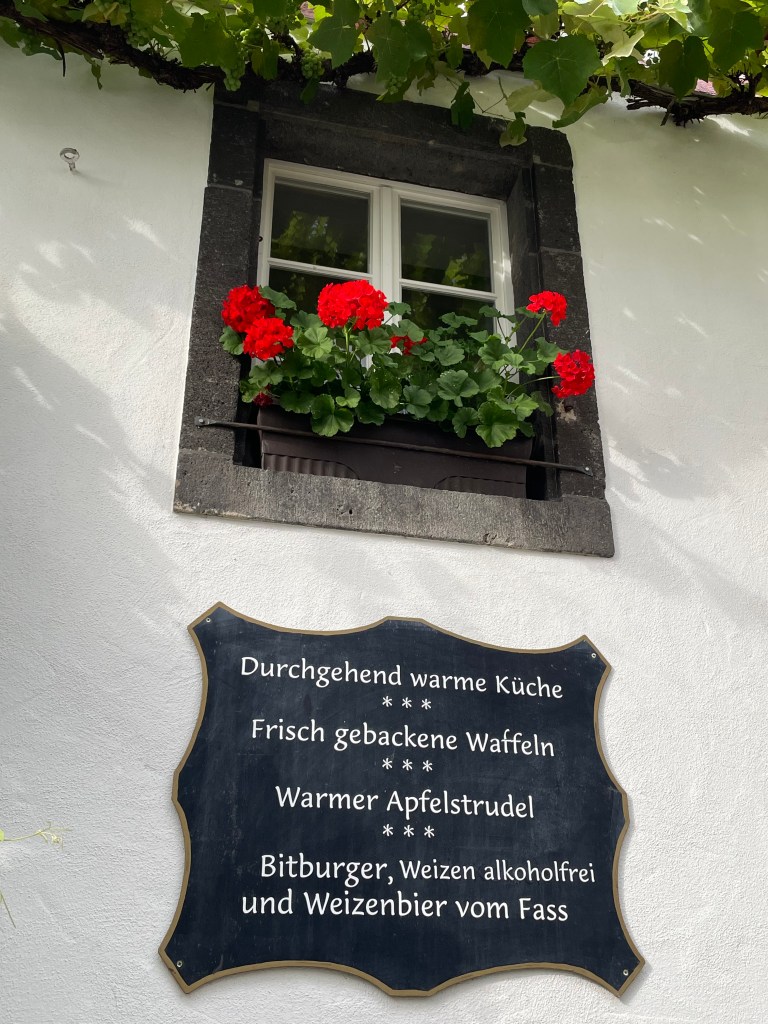 Durchgehend warme Küche
* * *
Frisch gebackene Waffeln
* * *
Warmer Apfelstrudel
* * *
Bitburger, Weizen alkoholfrei
und Weizenbier vom Fass